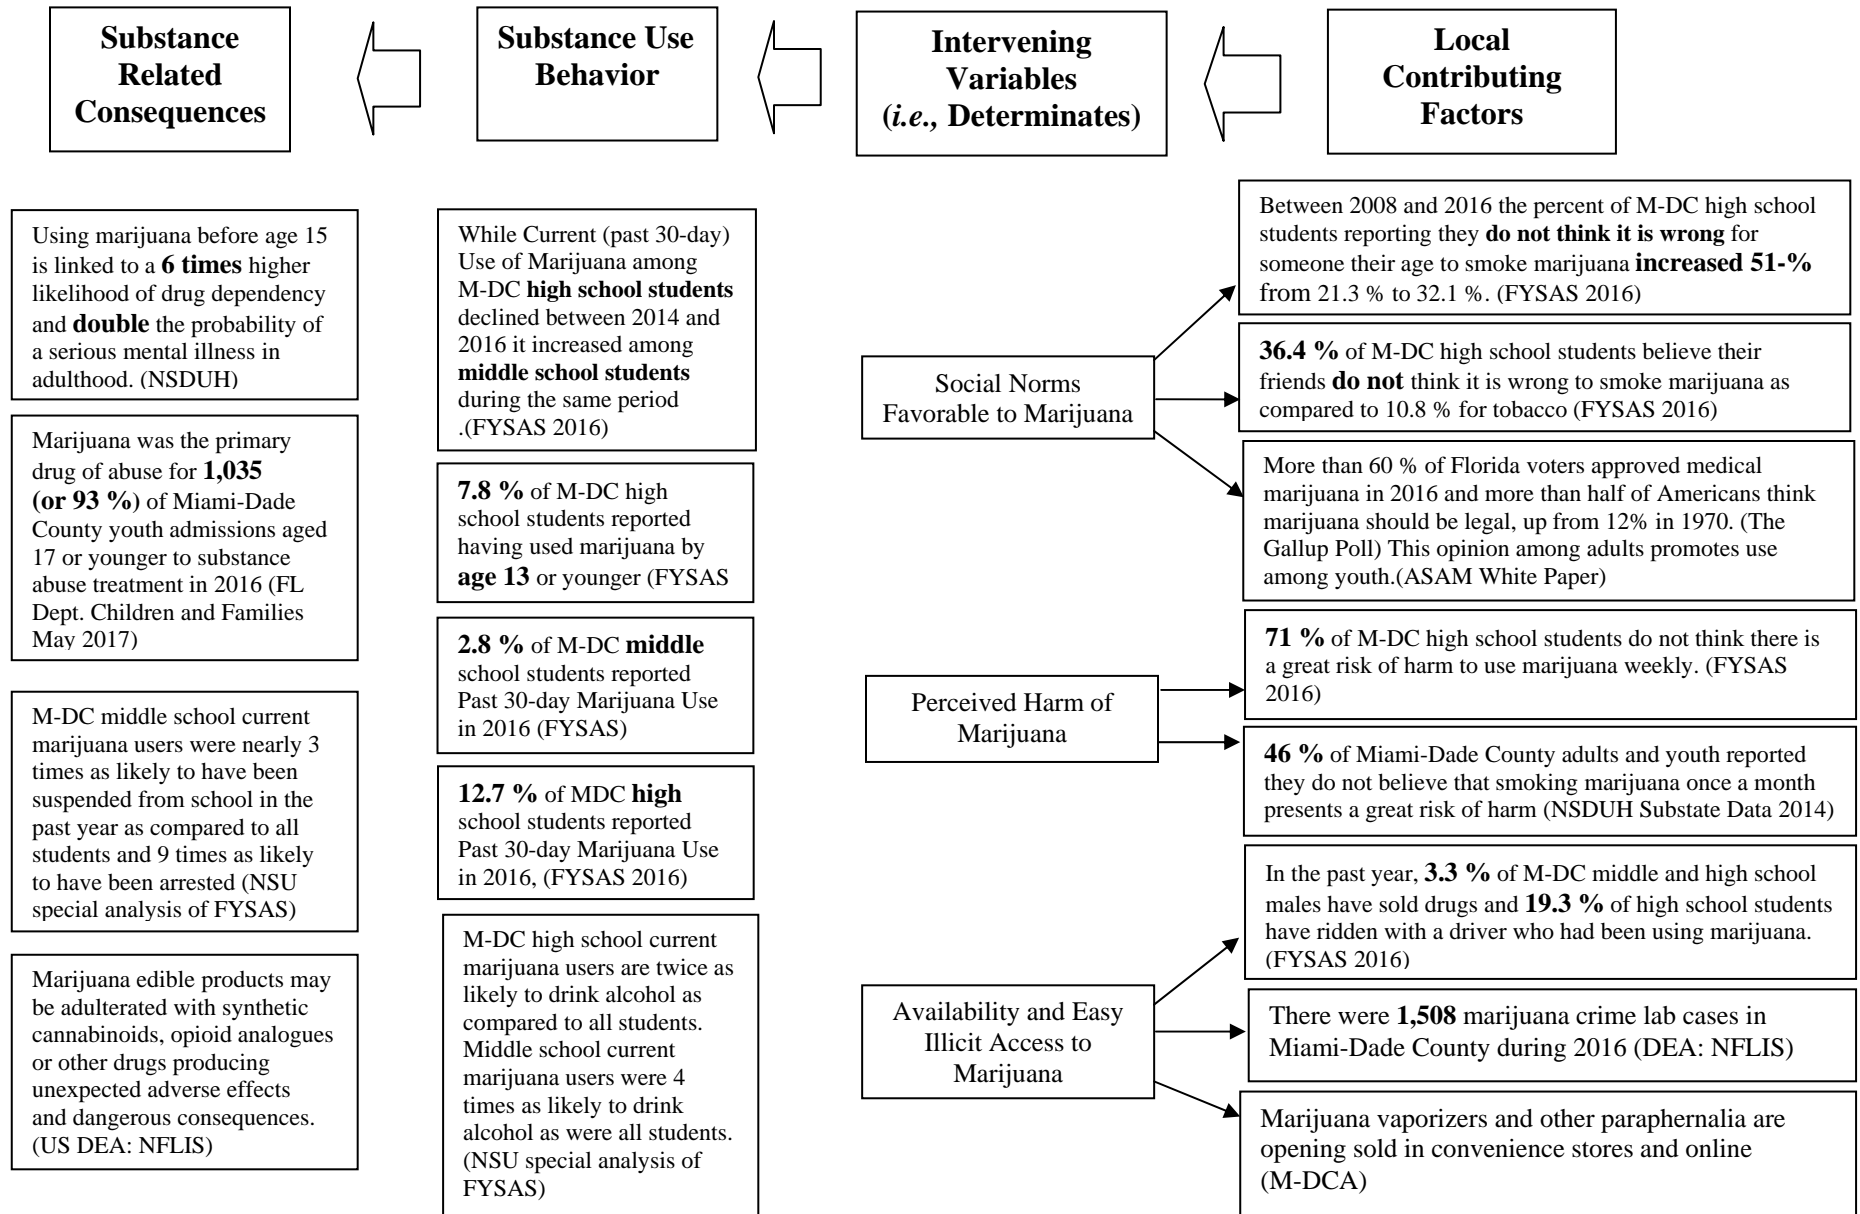 Substance
Related
Consequences
Substance Use
Behavior
Intervening
Variables
(i.e., Determinates)
Local
Contributing
Factors
Using marijuana before age 15
is linked to a 6 times higher
likelihood of drug dependency
and double the probability of
a serious mental illness in
adulthood. (NSDUH)
Marijuana was the primary
drug of abuse for 1,035
(or 93 %) of Miami-Dade
County youth admissions aged
17 or younger to substance
abuse treatment in 2016 (FL
Dept. Children and Families
May 2017)
M-DC middle school current
marijuana users were nearly 3
times as likely to have been
suspended from school in the
past year as compared to all
students and 9 times as likely
to have been arrested (NSU
special analysis of FYSAS)
Marijuana edible products may
be adulterated with synthetic
cannabinoids, opioid analogues
or other drugs producing
unexpected adverse effects
and dangerous consequences.
(US DEA: NFLIS)
While Current (past 30-day)
Use of Marijuana among
M-DC high school students
declined between 2014 and
2016 it increased among
middle school students
during the same period
.(FYSAS 2016)
7.8 % of M-DC high
school students reported
having used marijuana by
age 13 or younger (FYSAS
2.8 % of M-DC middle
school students reported
Past 30-day Marijuana Use
in 2016 (FYSAS)
12.7 % of MDC high
school students reported
Past 30-day Marijuana Use
in 2016, (FYSAS 2016)
M-DC high school current
marijuana users are twice as
likely to drink alcohol as
compared to all students.
Middle school current
marijuana users were 4
times as likely to drink
alcohol as were all students.
(NSU special analysis of
FYSAS)
Social Norms
Favorable to Marijuana
Perceived Harm of
Marijuana
Availability and Easy
Illicit Access to
Marijuana
Between 2008 and 2016 the percent of M-DC high school
students reporting they do not think it is wrong for
someone their age to smoke marijuana increased 51-%
from 21.3 % to 32.1 %. (FYSAS 2016)
36.4 % of M-DC high school students believe their
friends do not think it is wrong to smoke marijuana as
compared to 10.8 % for tobacco (FYSAS 2016)
More than 60 % of Florida voters approved medical
marijuana in 2016 and more than half of Americans think
marijuana should be legal, up from 12% in 1970. (The
Gallup Poll) This opinion among adults promotes use
among youth.(ASAM White Paper)
71 % of M-DC high school students do not think there is
a great risk of harm to use marijuana weekly. (FYSAS
2016)
46 % of Miami-Dade County adults and youth reported
they do not believe that smoking marijuana once a month
presents a great risk of harm (NSDUH Substate Data 2014)
In the past year, 3.3 % of M-DC middle and high school
males have sold drugs and 19.3 % of high school students
have ridden with a driver who had been using marijuana.
(FYSAS 2016)
There were 1,508 marijuana crime lab cases in
Miami-Dade County during 2016 (DEA: NFLIS)
Marijuana vaporizers and other paraphernalia are
opening sold in convenience stores and online
(M-DCA)